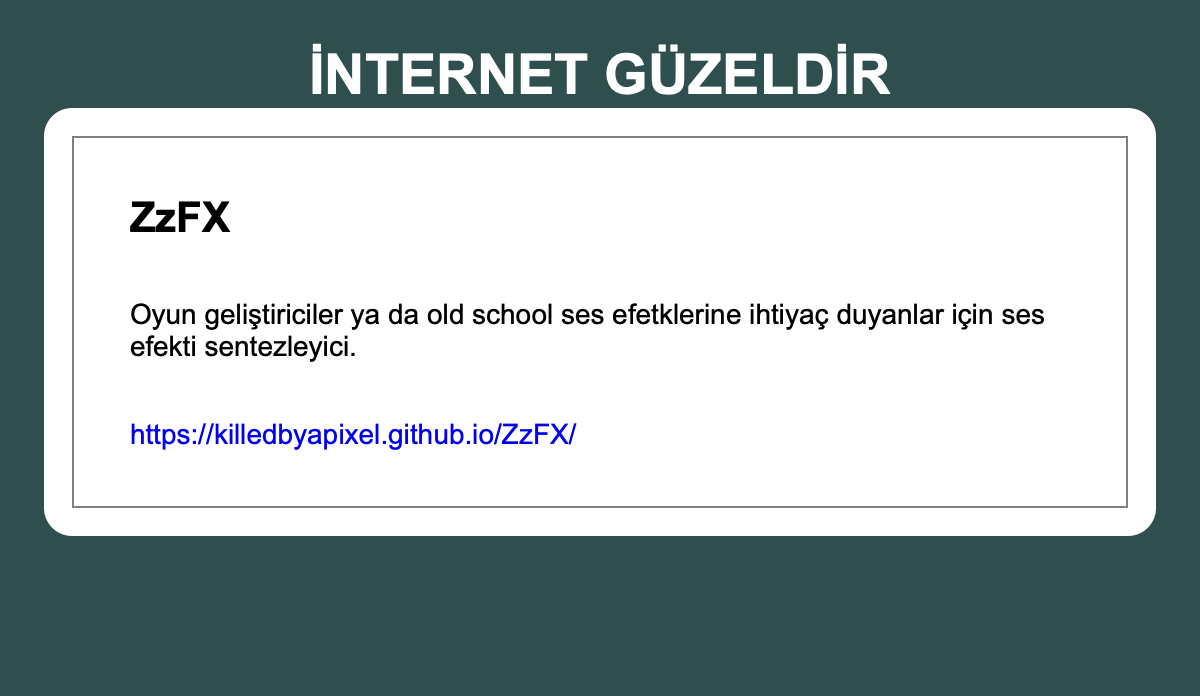 İNTERNET GÜZELDİR
ZzFX
Oyun geliştiriciler ya da old school ses efetklerine ihtiyaç duyanlar için ses
efekti sentezleyici.
https://killedbyapixel.github.io/ZzFX/